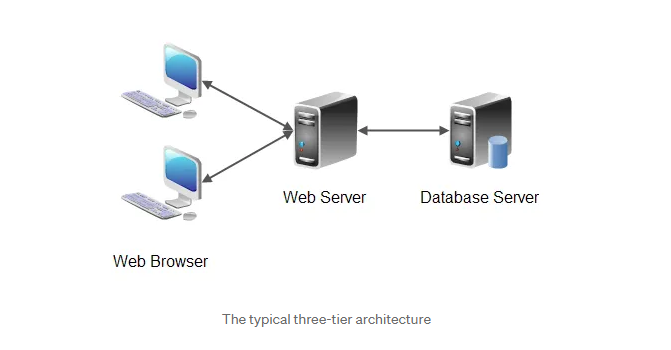 Web Server
Database Server
Web Browser
The typical three-tier architecture